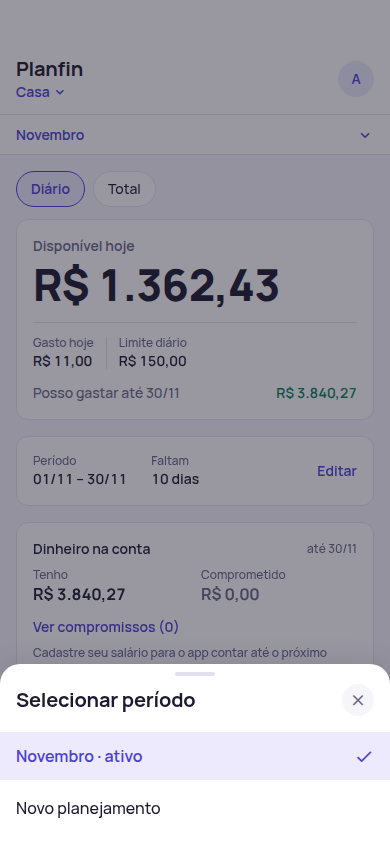 Planfin
Casa
A
Novembro
Diário Total
Disponível hoje
R$ 1.362,43
Gasto hoje Limite diário
R$ 11,00 R$ 150,00
Posso gastar até 30/11 R$ 3.840,27
Período Faltam
01/11 – 30/11 10 dias
Editar
Dinheiro na conta até 30/11
Tenho Comprometido
R$ 3.840,27 R$ 0,00
Ver compromissos (0)
Cadastre seu salário para o app contar até o próximo
Selecionar período
Novembro · ativo
Novo planejamento